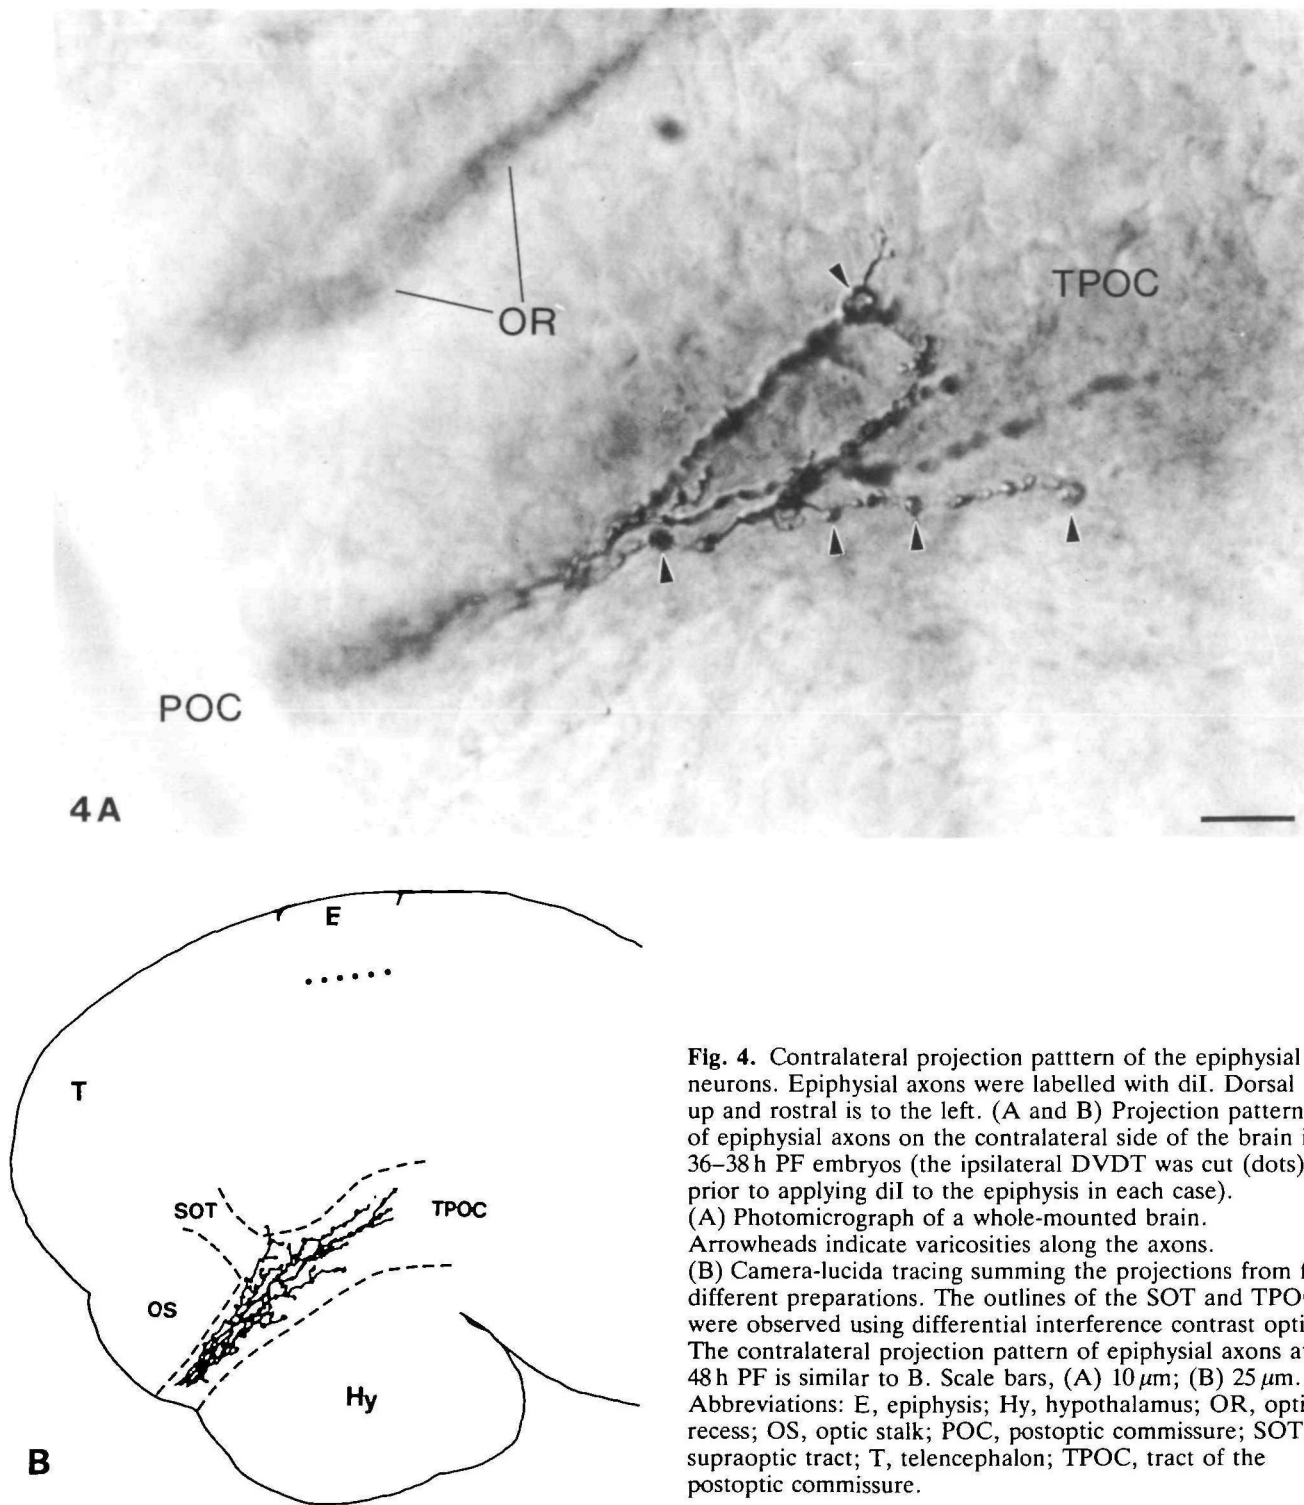 OR
TPOC
POC
4A
E
T
SOT
TPOC
OS
Hy
B
Fig. 4. Contralateral projection patttern of the epiphysial
neurons. Epiphysial axons were labelled with diI. Dorsal
up and rostral is to the left. (A and B) Projection pattern
of epiphysial axons on the contralateral side of the brain
36–38 h PF embryos (the ipsilateral DVDT was cut (dots)
prior to applying diI to the epiphysis in each case).
(A) Photomicrograph of a whole-mounted brain.
Arrowheads indicate varicosities along the axons.
(B) Camera-lucida tracing summing the projections from
different preparations. The outlines of the SOT and
were observed using differential interference contrast
The contralateral projection pattern of epiphysial axons
48 h PF is similar to B. Scale bars, (A) 10 μm; (B) 25 μm.
Abbreviations: E, epiphysis; Hy, hypothalamus; OR,
recess; OS, optic stalk; POC, postoptic commissure; SOT
supraoptic tract; T, telencephalon; TPOC, tract of the
postoptic commissure.